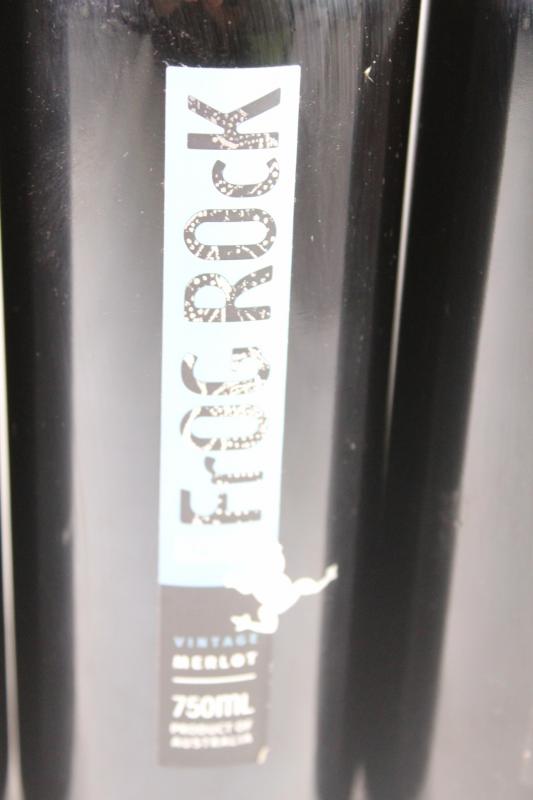 FrOG ROcK
VINTAGE
MERLOT
750ML
PRODUCT OF
AUSTRALIA